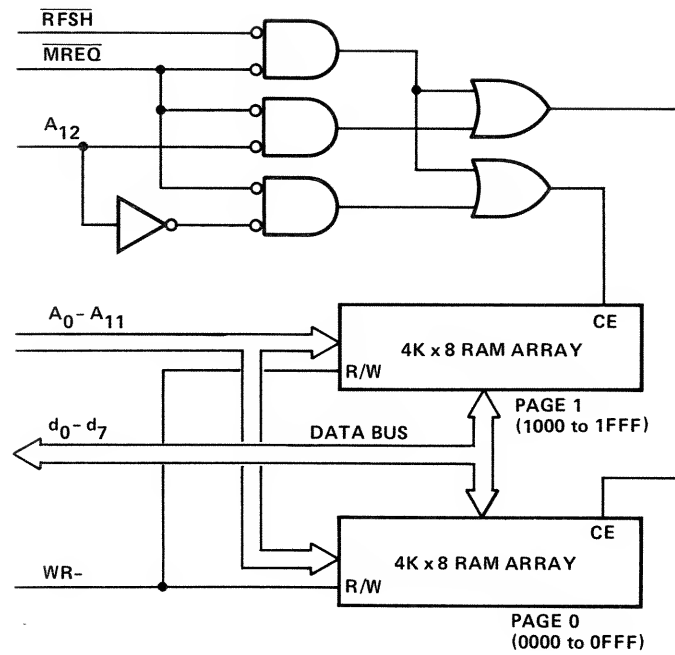 RFSH
MREQ
A12
A0- A11
4K x 8 RAM ARRAY
CE
R/W
PAGE 1
(1000 to 1FFF)
d0- d7
DATA BUS
4K x 8 RAM ARRAY
CE
R/W
WR-
PAGE 0
(0000 to 0FFF)